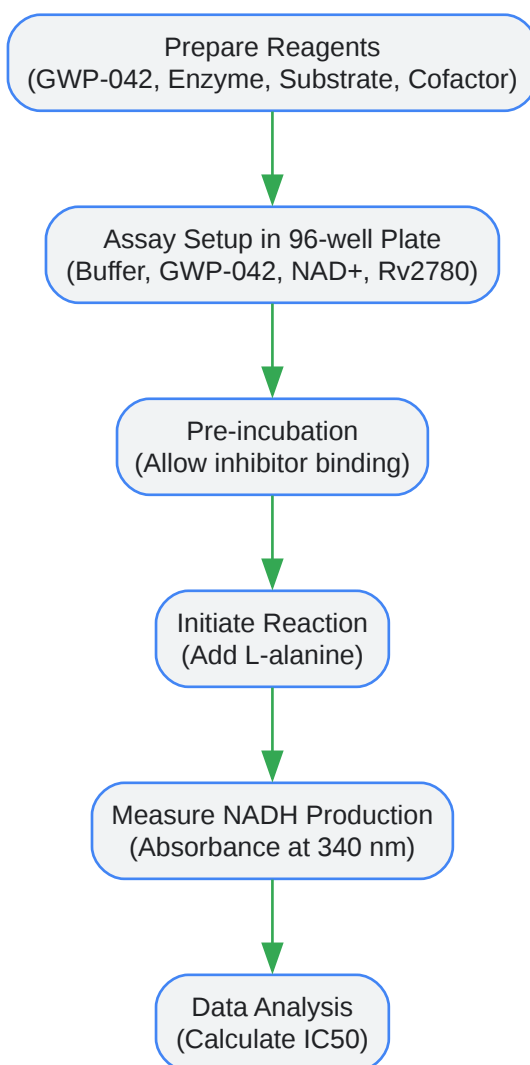 Prepare Reagents
(GWP-042, Enzyme, Substrate, Cofactor)
Assay Setup in 96-well Plate
(Buffer, GWP-042, NAD+, Rv2780)
Pre-incubation
(Allow inhibitor binding)
Initiate Reaction
(Add L-alanine)
Measure NADH Production
(Absorbance at 340 nm)
Data Analysis
(Calculate IC50)